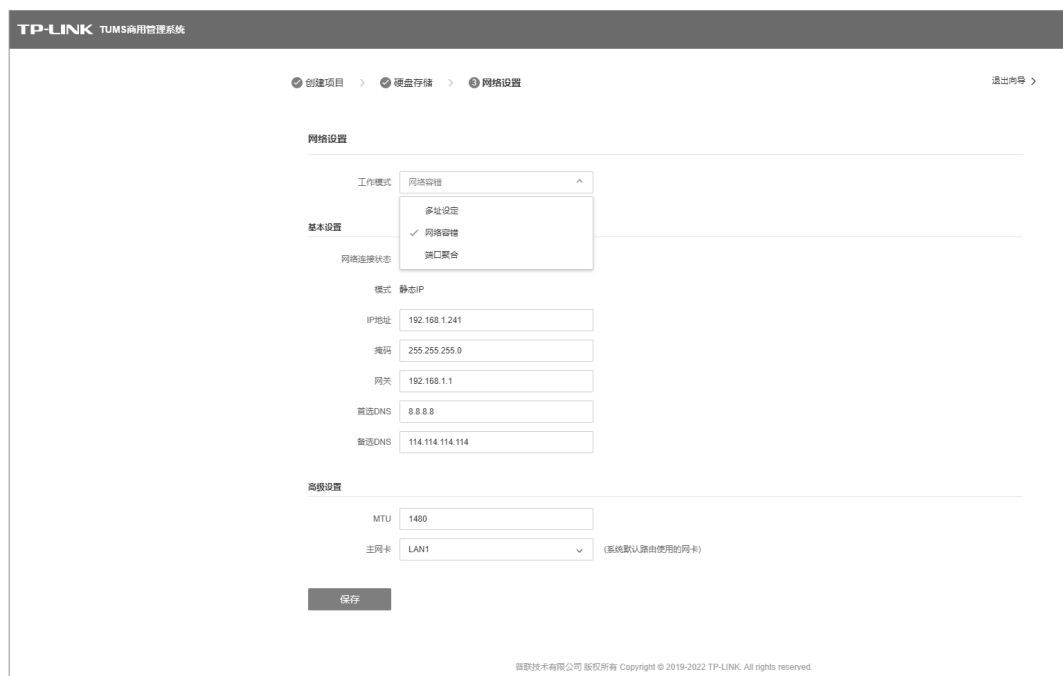 TP-LINK TUMS商用管理系统
创建项目 > 硬盘存储 > 3 网络设置 退出向导 >
网络设置
工作模式 网络容错
多址设定
基本设置
网络容错
端口聚合
网络连接状态
模式 静态IP
IP地址 192.168.1.241
掩码 255.255.255.0
网关 192.168.1.1
首选DNS 8.8.8.8
备选DNS 114.114.114.114
高级设置
MTU 1480
主网卡 LAN1 (系统默认路由使用的网卡)
保存
普联技术有限公司 版权所有 Copyright © 2019-2022 TP-LINK. All rights reserved.